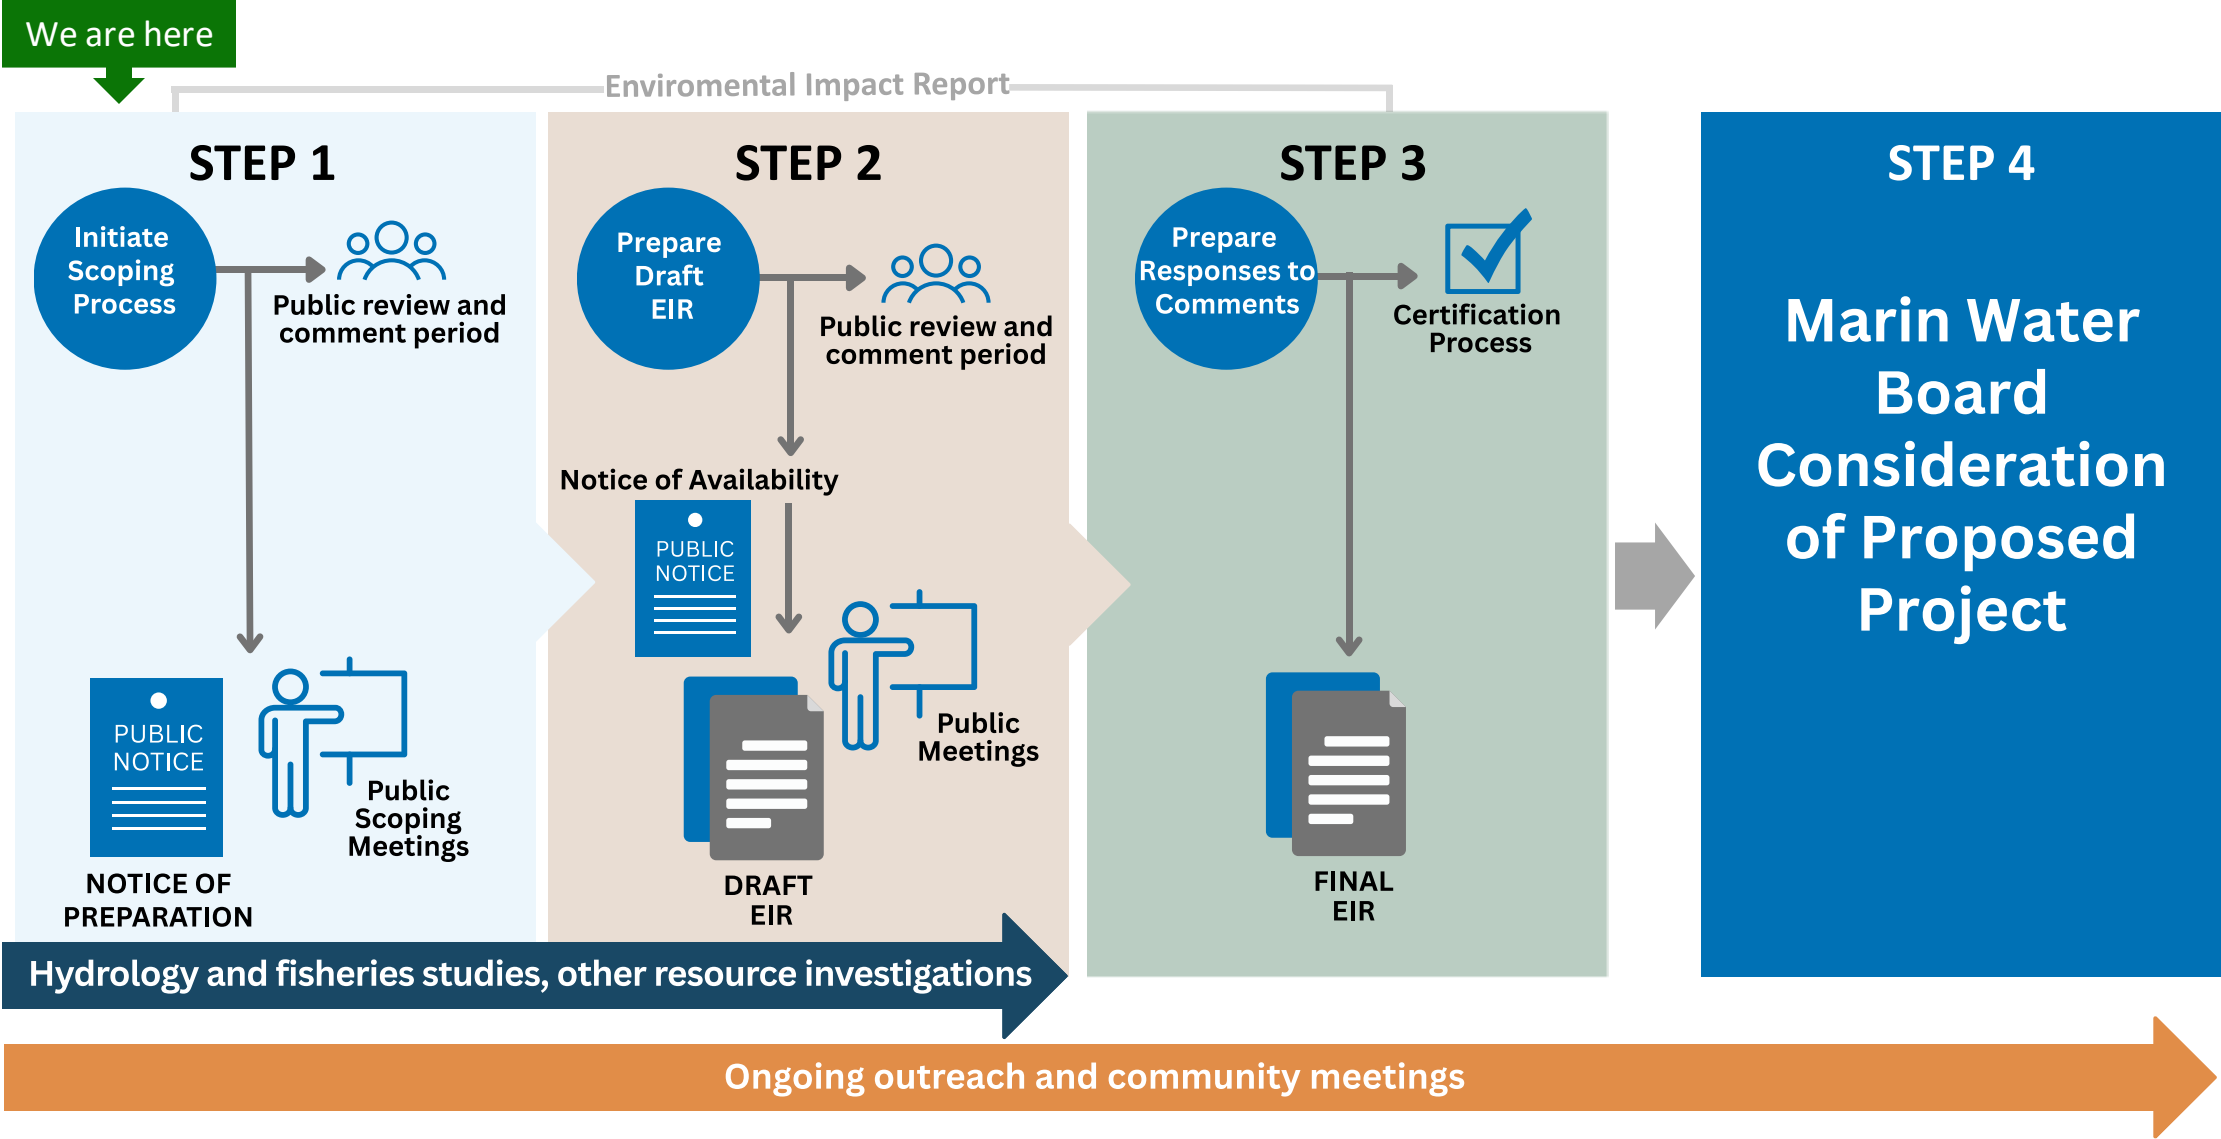 We are here
Enviromental Impact Report
STEP 1
Initiate
Scoping
Process
Public review and
comment period
PUBLIC
NOTICE
NOTICE OF
PREPARATION
Public
Scoping
Meetings
STEP 2
Prepare
Draft
EIR
Public review and
comment period
Notice of Availability
PUBLIC
NOTICE
Public
Meetings
DRAFT
EIR
STEP 3
Prepare
Responses to
Comments
Certification
Process
FINAL
EIR
STEP 4
Marin Water
Board
Consideration
of Proposed
Project
Hydrology and fisheries studies, other resource investigations
Ongoing outreach and community meetings